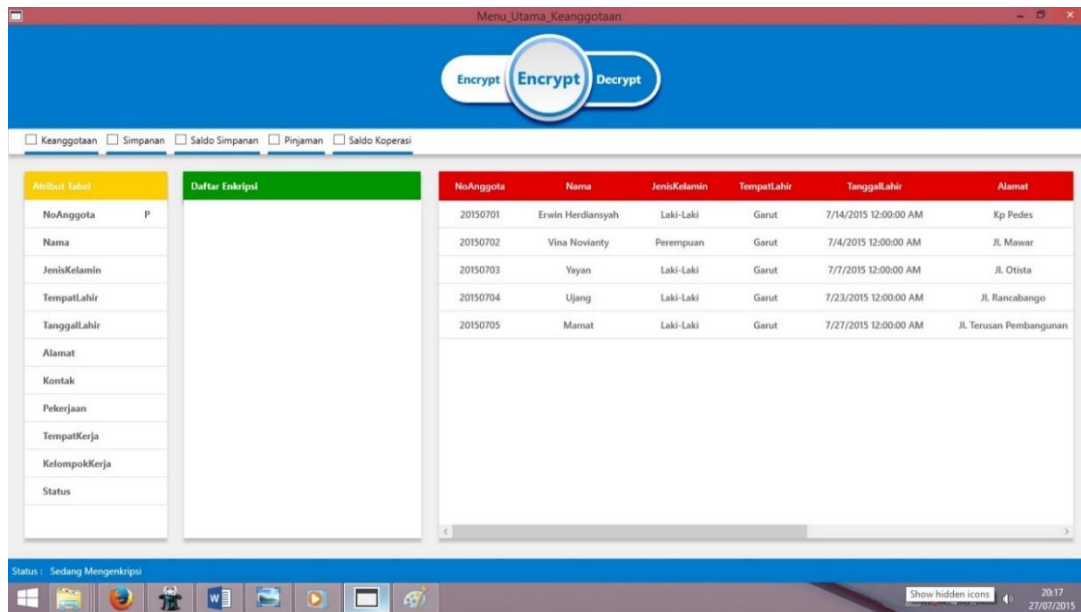 Menu_Utama_Keanggotaan
Encrypt Encrypt Decrypt
Keanggotaan Simpanan Saldo Simpanan Pinjaman Saldo Koperasi
Atribut Tabel
NoAnggota P
Nama
JenisKelamin
TempatLahir
TanggalLahir
Alamat
Kontak
Pekerjaan
TempatKerja
KelompokKerja
Status
Daftar Enkripsi
NoAnggota Nama JenisKelamin TempatLahir TanggalLahir Alamat
20150701 Erwin Herdiansyah Laki-Laki Garut 7/14/2015 12:00:00 AM Kp Pedes
20150702 Vina Novianty Perempuan Garut 7/4/2015 12:00:00 AM Jl. Mawar
20150703 Yayan Laki-Laki Garut 7/7/2015 12:00:00 AM Jl. Otista
20150704 Ujang Laki-Laki Garut 7/23/2015 12:00:00 AM Jl. Rancabango
20150705 Mamat Laki-Laki Garut 7/27/2015 12:00:00 AM Jl. Terusan Pembangunan
Status : Sedang Mengenkripsi
Show hidden icons
20:17
27/07/2015